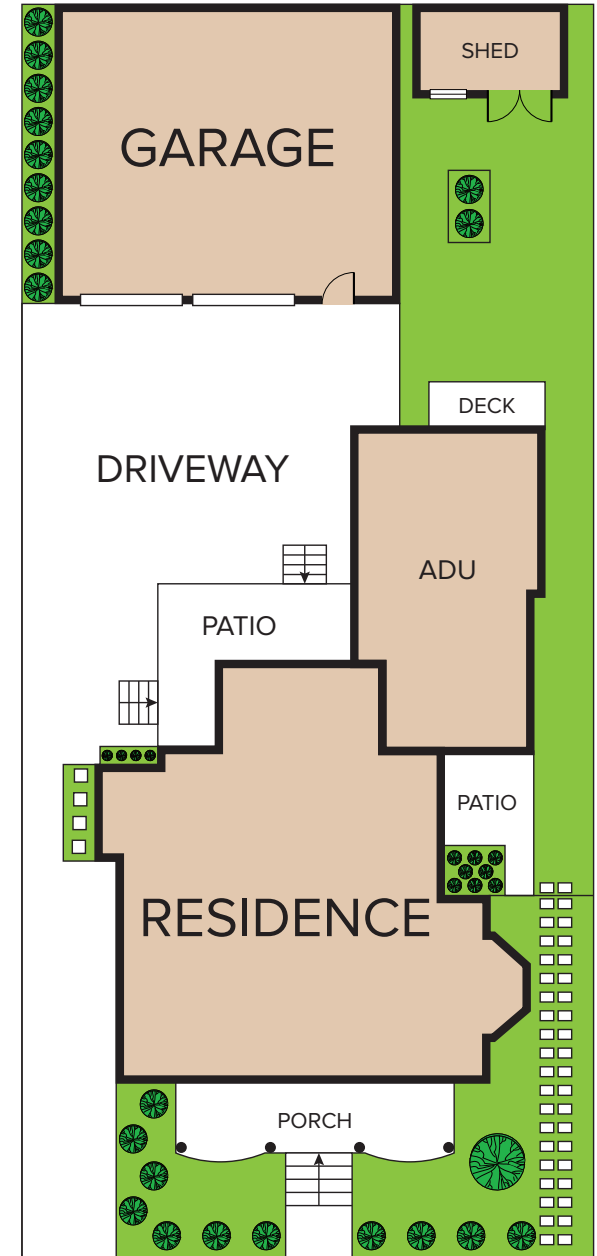 SHED
GARAGE
DECK
DRIVEWAY
ADU
PATIO
PATIO
RESIDENCE
PORCH